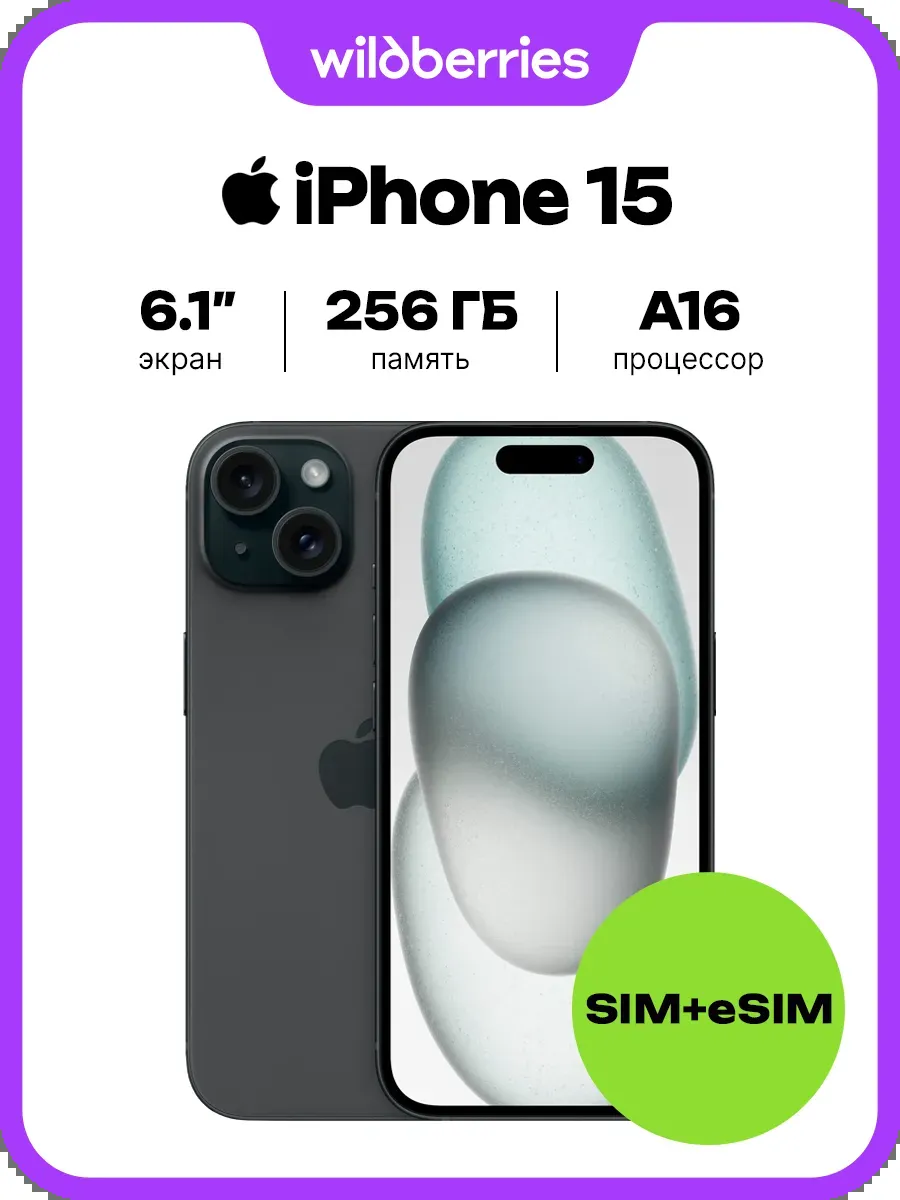 wildberries
iPhone 15
6.1″
экран
256 ГБ
память
A16
процессор
SIM+eSIM